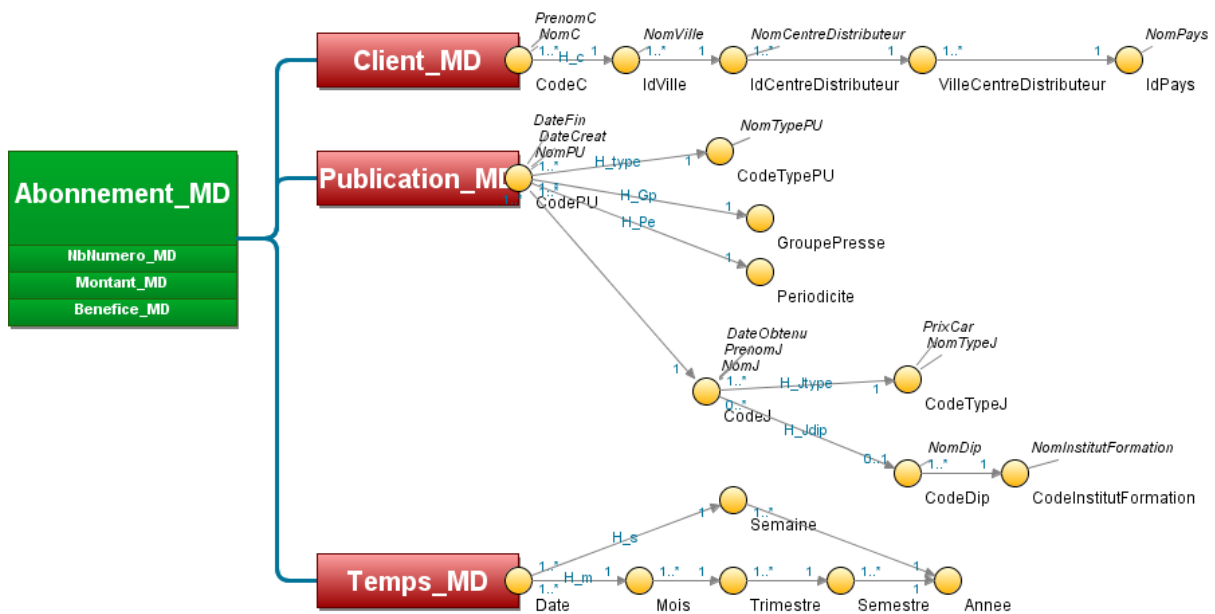 PrenomC
NomC
NomVille
NomCentreDistributeur
NomPays
Client_MD
1..* H_c 1 1..* 1 1..* 1 1..* 1
CodeC IdVille IdCentreDistributeur VilleCentreDistributeur IdPays
DateFin
DateCreat
NomPU
NomTypePU
Publication_MD
1..* H_type 1
CodeTypePU
1..* H_Gp 1
CodePU
GroupePresse
H_Pe 1
Periodicite
Abonnement_MD
NbNumero_MD
Montant_MD
Benefice_MD
DateObtenu
PrenomJ
NomJ
PrixCar
NomTypeJ
1 1..* H_Jtype 1
CodeJ
CodeTypeJ
0..* H_Jdip 0..1
NomDip
NomInstitutFormation
1..* 1
CodeDip CodeInstitutFormation
Semaine
1..* H_s 1 1..* 1
Temps_MD
1..* H_m 1 1..* 1 1..* 1 1..* 1
Date Mois Trimestre Semestre Annee